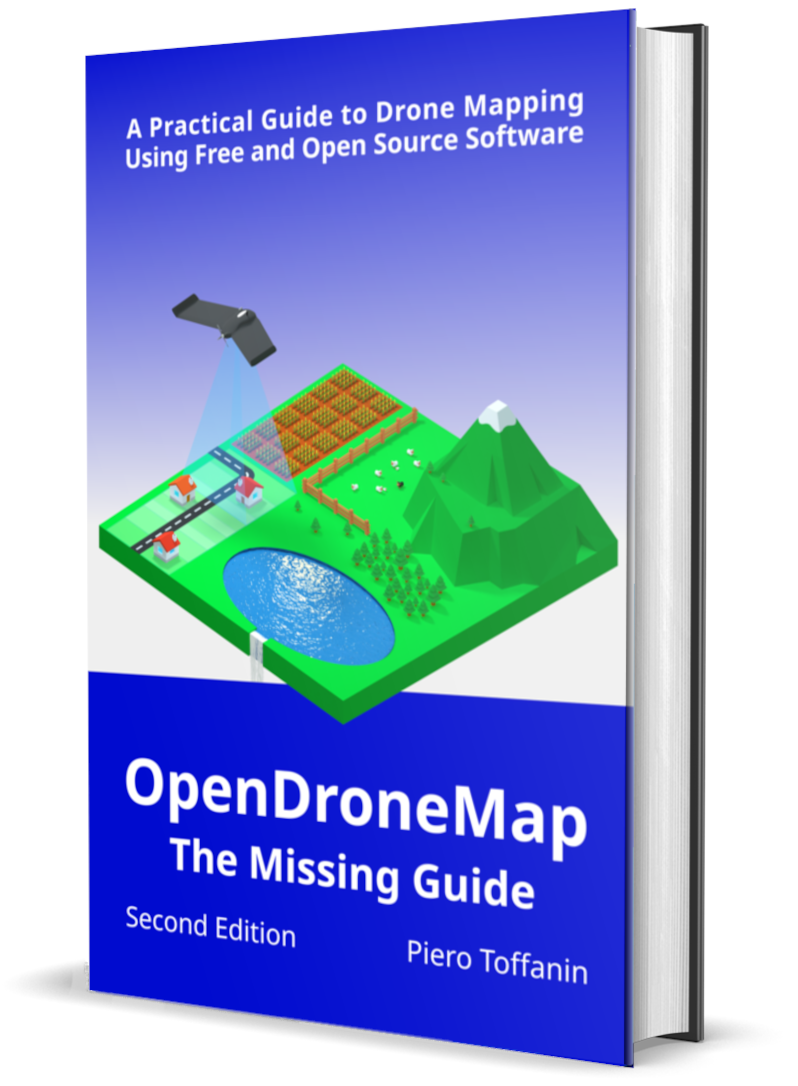 A Practical Guide to Drone Mapping
Using Free and Open Source Software
OpenDroneMap
The Missing Guide
Second Edition
Piero Toffanin